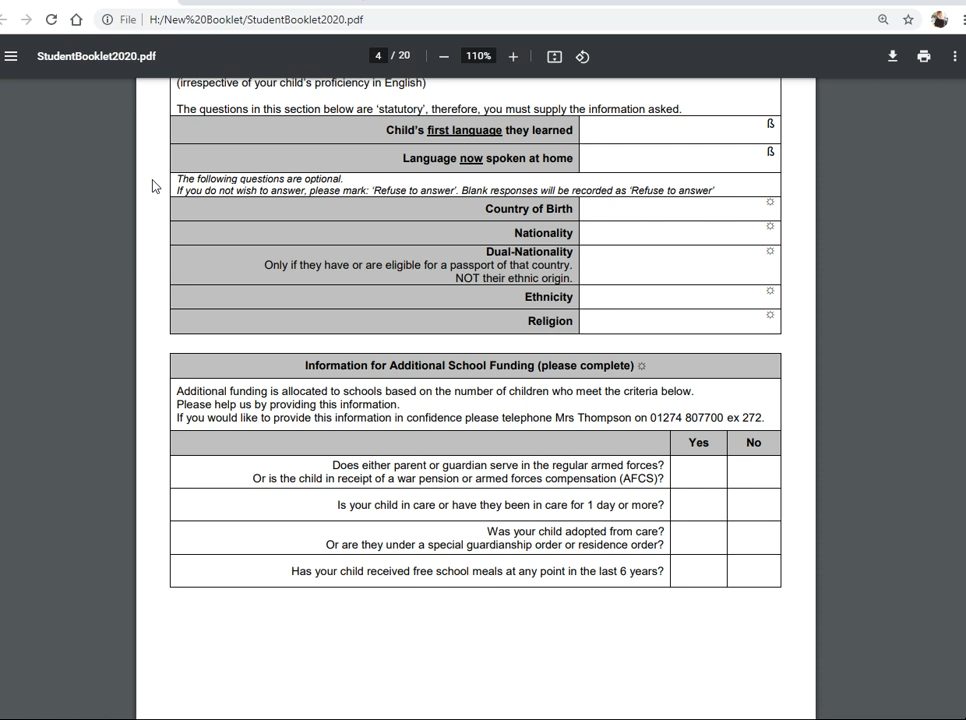 File | H:/New%20Booklet/StudentBooklet2020.pdf
StudentBooklet2020.pdf 4 / 20 — 110% +
(irrespective of your child's proficiency in English)
The questions in this section below are ‘statutory’, therefore, you must supply the information asked.
Child's first language they learned ß
Language now spoken at home ß
The following questions are optional.
If you do not wish to answer, please mark: ‘Refuse to answer’. Blank responses will be recorded as ‘Refuse to answer’
Country of Birth ☼
Nationality ☼
Dual-Nationality ☼
Only if they have or are eligible for a passport of that country.
NOT their ethnic origin.
Ethnicity ☼
Religion ☼
Information for Additional School Funding (please complete) ☼
Additional funding is allocated to schools based on the number of children who meet the criteria below.
Please help us by providing this information.
If you would like to provide this information in confidence please telephone Mrs Thompson on 01274 807700 ex 272.
Yes No
Does either parent or guardian serve in the regular armed forces?
Or is the child in receipt of a war pension or armed forces compensation (AFCS)?
Is your child in care or have they been in care for 1 day or more?
Was your child adopted from care?
Or are they under a special guardianship order or residence order?
Has your child received free school meals at any point in the last 6 years?